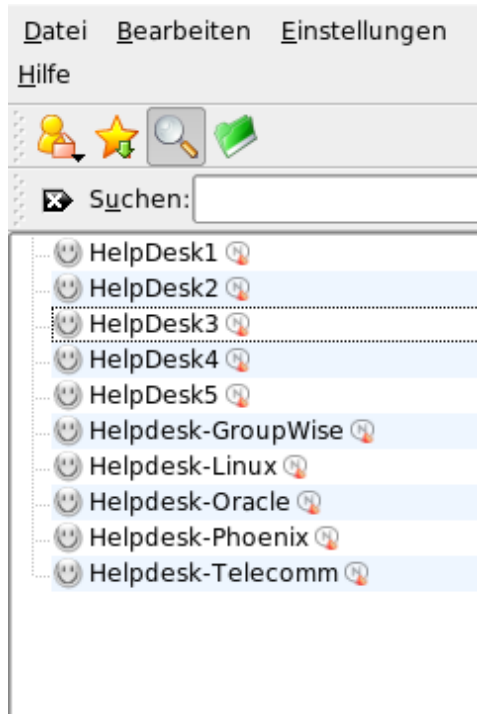 Datei Bearbeiten Einstellungen
Hilfe
Suchen:
HelpDesk1
HelpDesk2
HelpDesk3
HelpDesk4
HelpDesk5
Helpdesk-GroupWise
Helpdesk-Linux
Helpdesk-Oracle
Helpdesk-Phoenix
Helpdesk-Telecomm